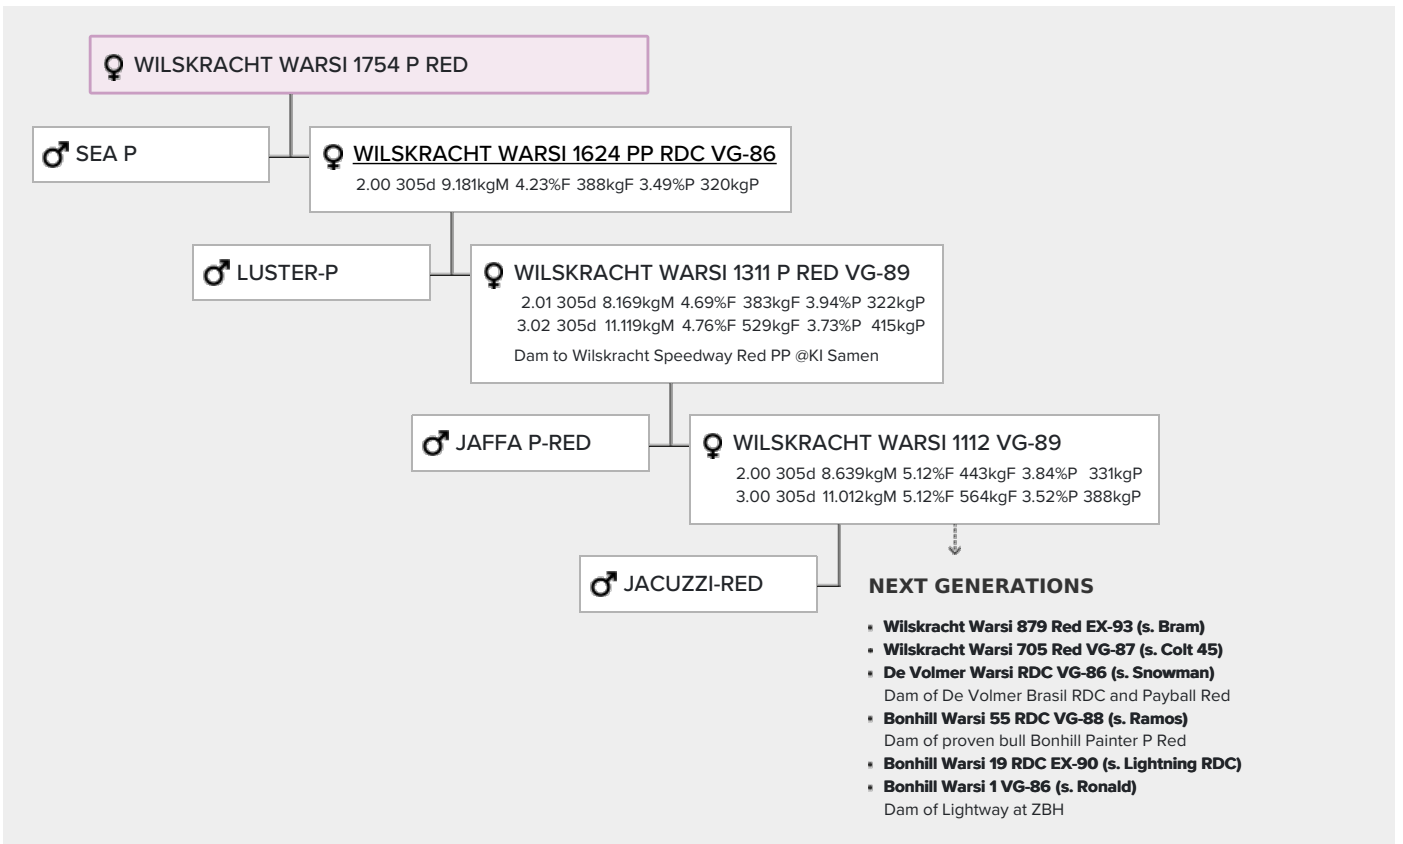 WILSKRACHT WARSI 1754 P RED
SEA P
WILSKRACHT WARSI 1624 PP RDC VG-86
2.00 305d 9.181kgM 4.23%F 388kgF 3.49%P 320kgP
LUSTER-P
WILSKRACHT WARSI 1311 P RED VG-89
2.01 305d 8.169kgM 4.69%F 383kgF 3.94%P 322kgP
3.02 305d 11.119kgM 4.76%F 529kgF 3.73%P 415kgP
Dam to Wilskracht Speedway Red PP @KI Samen
JAFFA P-RED
WILSKRACHT WARSI 1112 VG-89
2.00 305d 8.639kgM 5.12%F 443kgF 3.84%P 331kgP
3.00 305d 11.012kgM 5.12%F 564kgF 3.52%P 388kgP
JACUZZI-RED
NEXT GENERATIONS
Wilskracht Warsi 879 Red EX-93 (s. Bram)
Wilskracht Warsi 705 Red VG-87 (s. Colt 45)
De Volmer Warsi RDC VG-86 (s. Snowman)
Dam of De Volmer Brasil RDC and Payball Red
Bonhill Warsi 55 RDC VG-88 (s. Ramos)
Dam of proven bull Bonhill Painter P Red
Bonhill Warsi 19 RDC EX-90 (s. Lightning RDC)
Bonhill Warsi 1 VG-86 (s. Ronald)
Dam of Lightway at ZBH